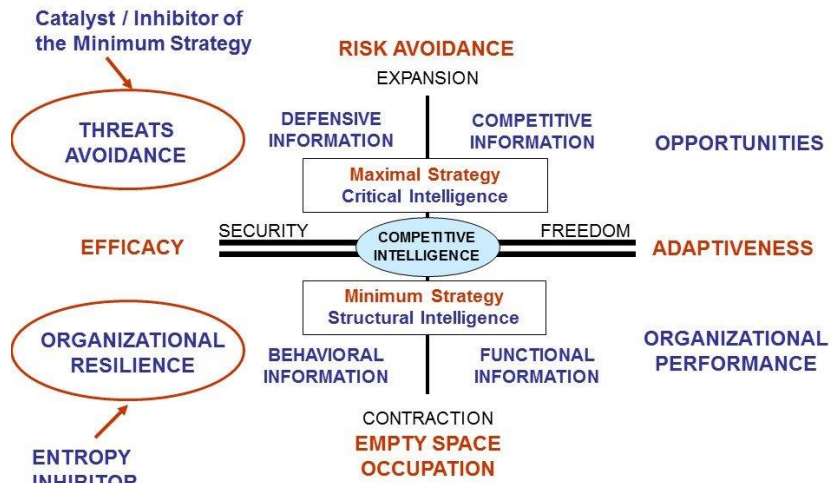 Catalyst / Inhibitor of
the Minimum Strategy
RISK AVOIDANCE
EXPANSION
THREATS
AVOIDANCE
DEFENSIVE
INFORMATION
COMPETITIVE
INFORMATION
OPPORTUNITIES
Maximal Strategy
Critical Intelligence
SECURITY
FREEDOM
EFFICACY
COMPETITIVE
INTELLIGENCE
ADAPTIVENESS
Minimum Strategy
Structural Intelligence
ORGANIZATIONAL
RESILIENCE
BEHAVIORAL
INFORMATION
FUNCTIONAL
INFORMATION
ORGANIZATIONAL
PERFORMANCE
CONTRACTION
EMPTY SPACE
OCCUPATION
ENTROPY
INHIBITOR